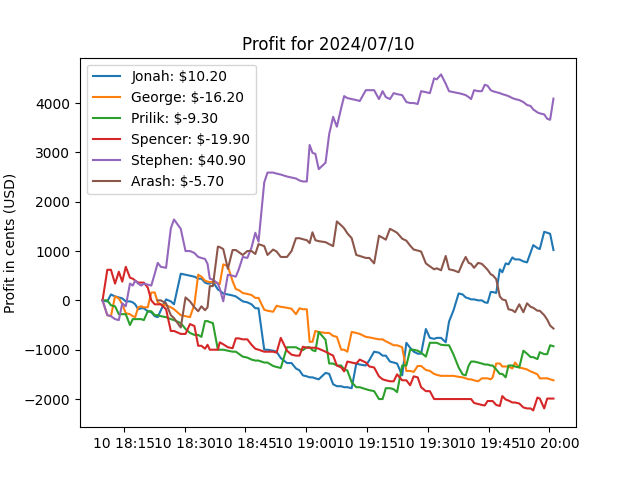 Profit for 2024/07/10
Jonah: $10.20
George: $-16.20
Prilik: $-9.30
Spencer: $-19.90
Stephen: $40.90
Arash: $-5.70
Profit in cents (USD)
4000
3000
2000
1000
0
−1000
−2000
10 18:15 10 18:30 10 18:45 10 19:00 10 19:15 10 19:30 10 19:45 10 20:00